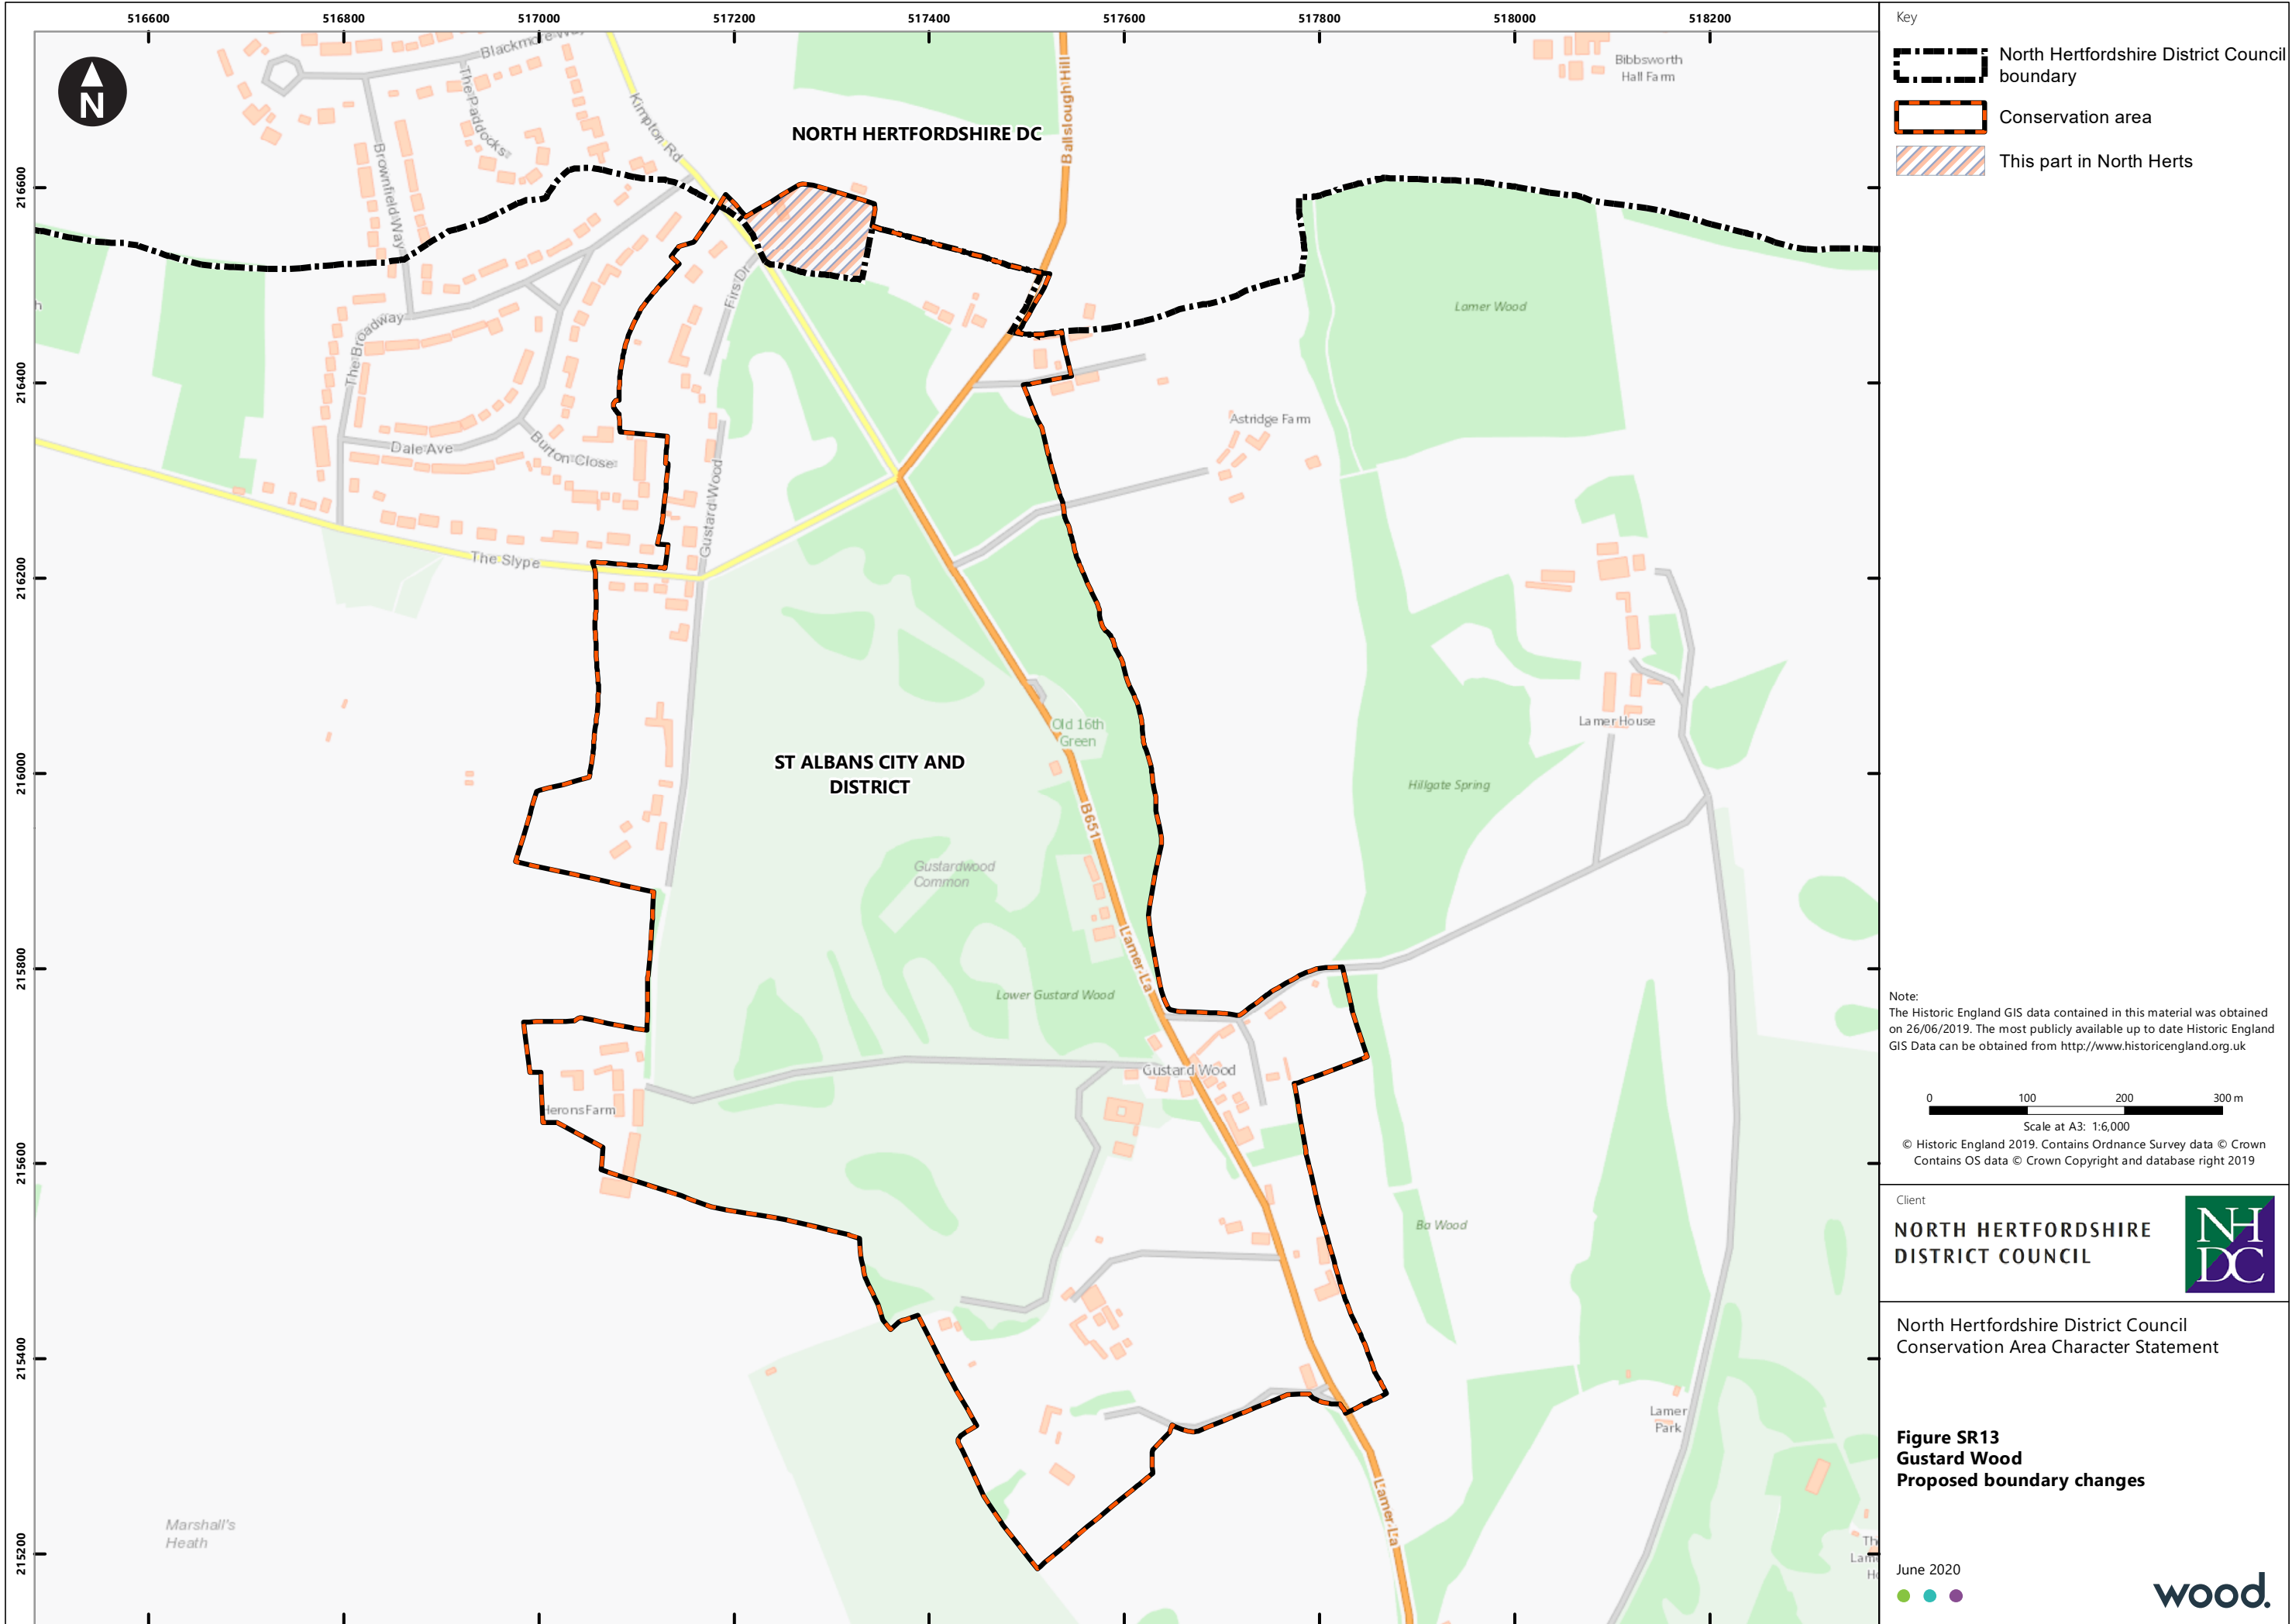 516600
516800
517000
517200
517400
517600
517800
518000
518200
216600
216400
216200
216000
215800
215600
215400
215200
N
Blackmore Way
The Paddocks
Kimpton Rd
Brownfield Way
NORTH HERTFORDSHIRE DC
Ballslough Hill
Bibbsworth
Hall Farm
Firs Dr
The Broadway
Lamer Wood
Dale Ave
Burton Close
Astridge Farm
Gustard Wood
The Slype
Old 16th
Green
ST ALBANS CITY AND
DISTRICT
B651
Lamer House
Hillgate Spring
Gustardwood
Common
Lamer La
Lower Gustard Wood
Gustard Wood
Herons Farm
Bo Wood
Lamer
Park
Lamer La
Marshall's
Heath
Key
North Hertfordshire District Council
boundary
Conservation area
This part in North Herts
Note:
The Historic England GIS data contained in this material was obtained
on 26/06/2019. The most publicly available up to date Historic England
GIS Data can be obtained from http://www.historicengland.org.uk
0 100 200 300 m
Scale at A3: 1:6,000
© Historic England 2019. Contains Ordnance Survey data © Crown
Contains OS data © Crown Copyright and database right 2019
Client
NORTH HERTFORDSHIRE
DISTRICT COUNCIL
NH
DC
North Hertfordshire District Council
Conservation Area Character Statement
Figure SR13
Gustard Wood
Proposed boundary changes
June 2020
wood.